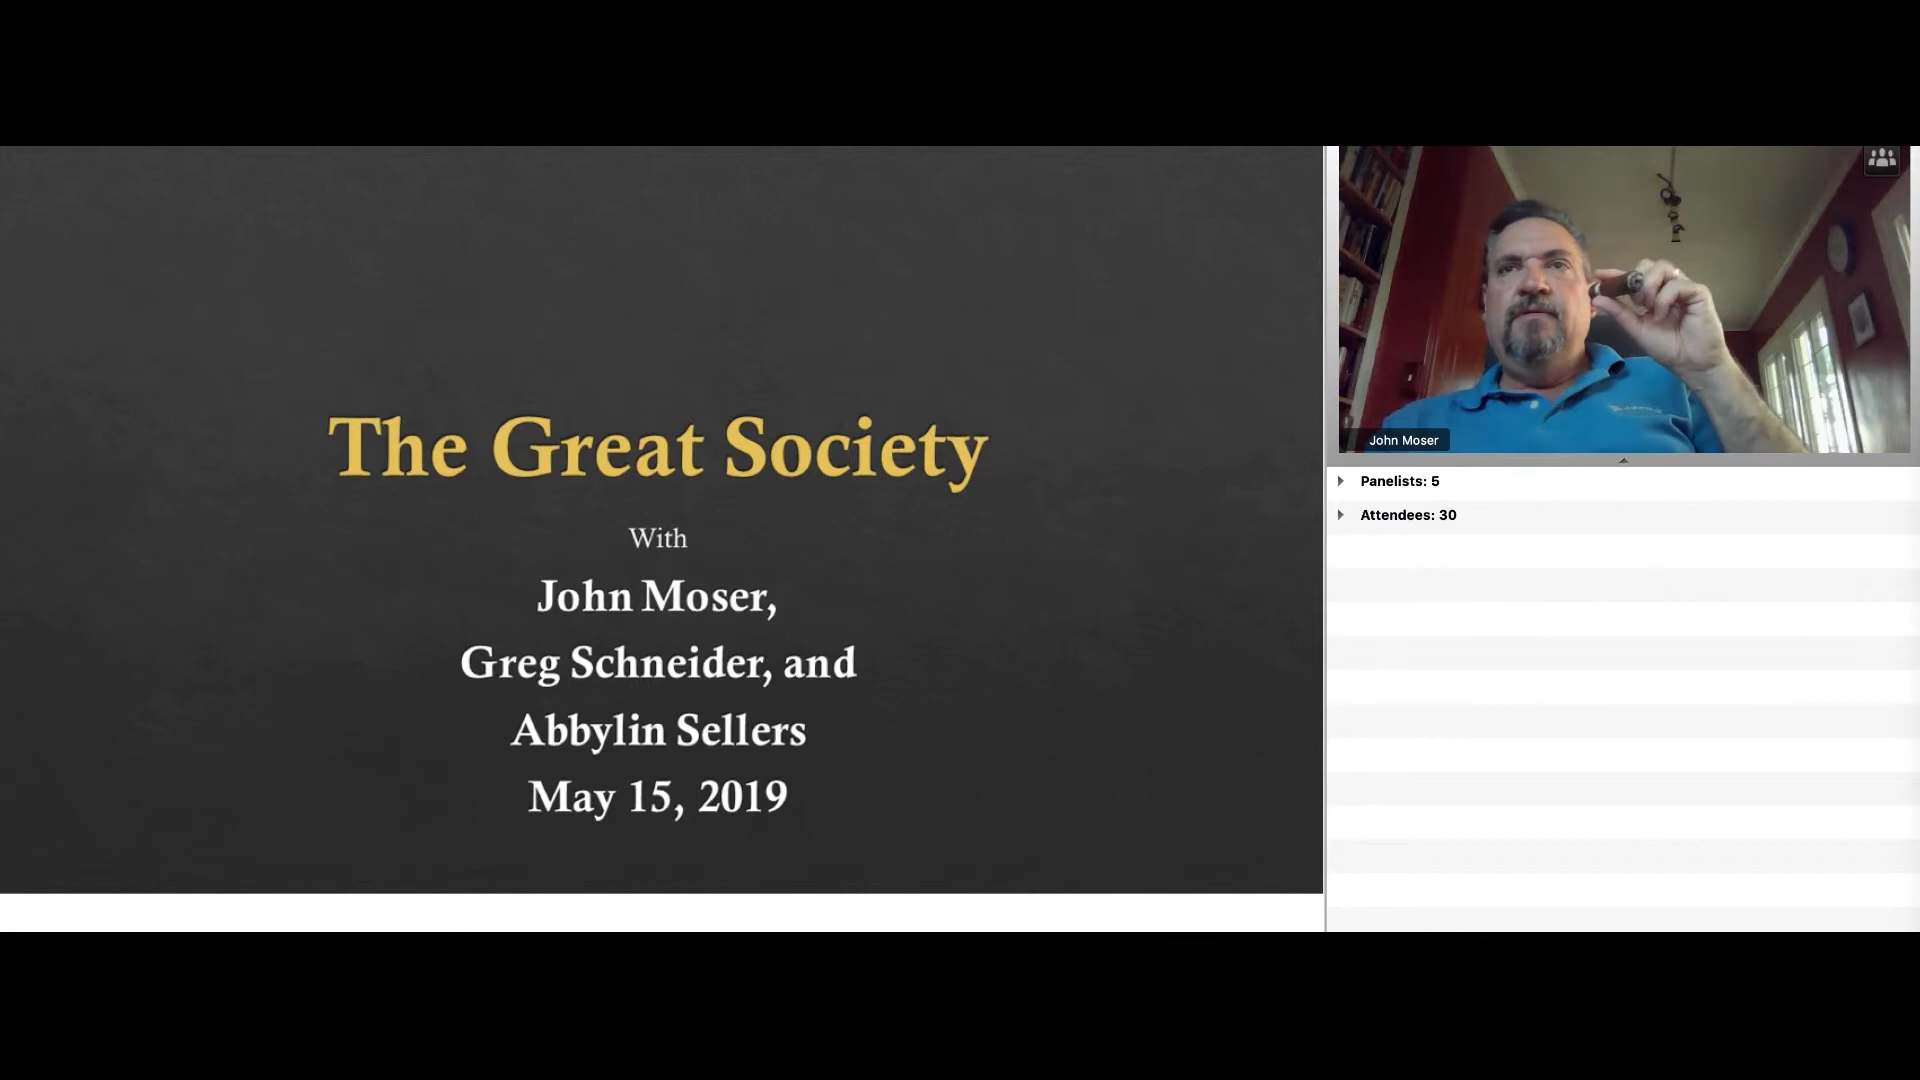 The Great Society
With
John Moser,
Greg Schneider, and
Abbylin Sellers
May 15, 2019
John Moser
Panelists: 5
Attendees: 30